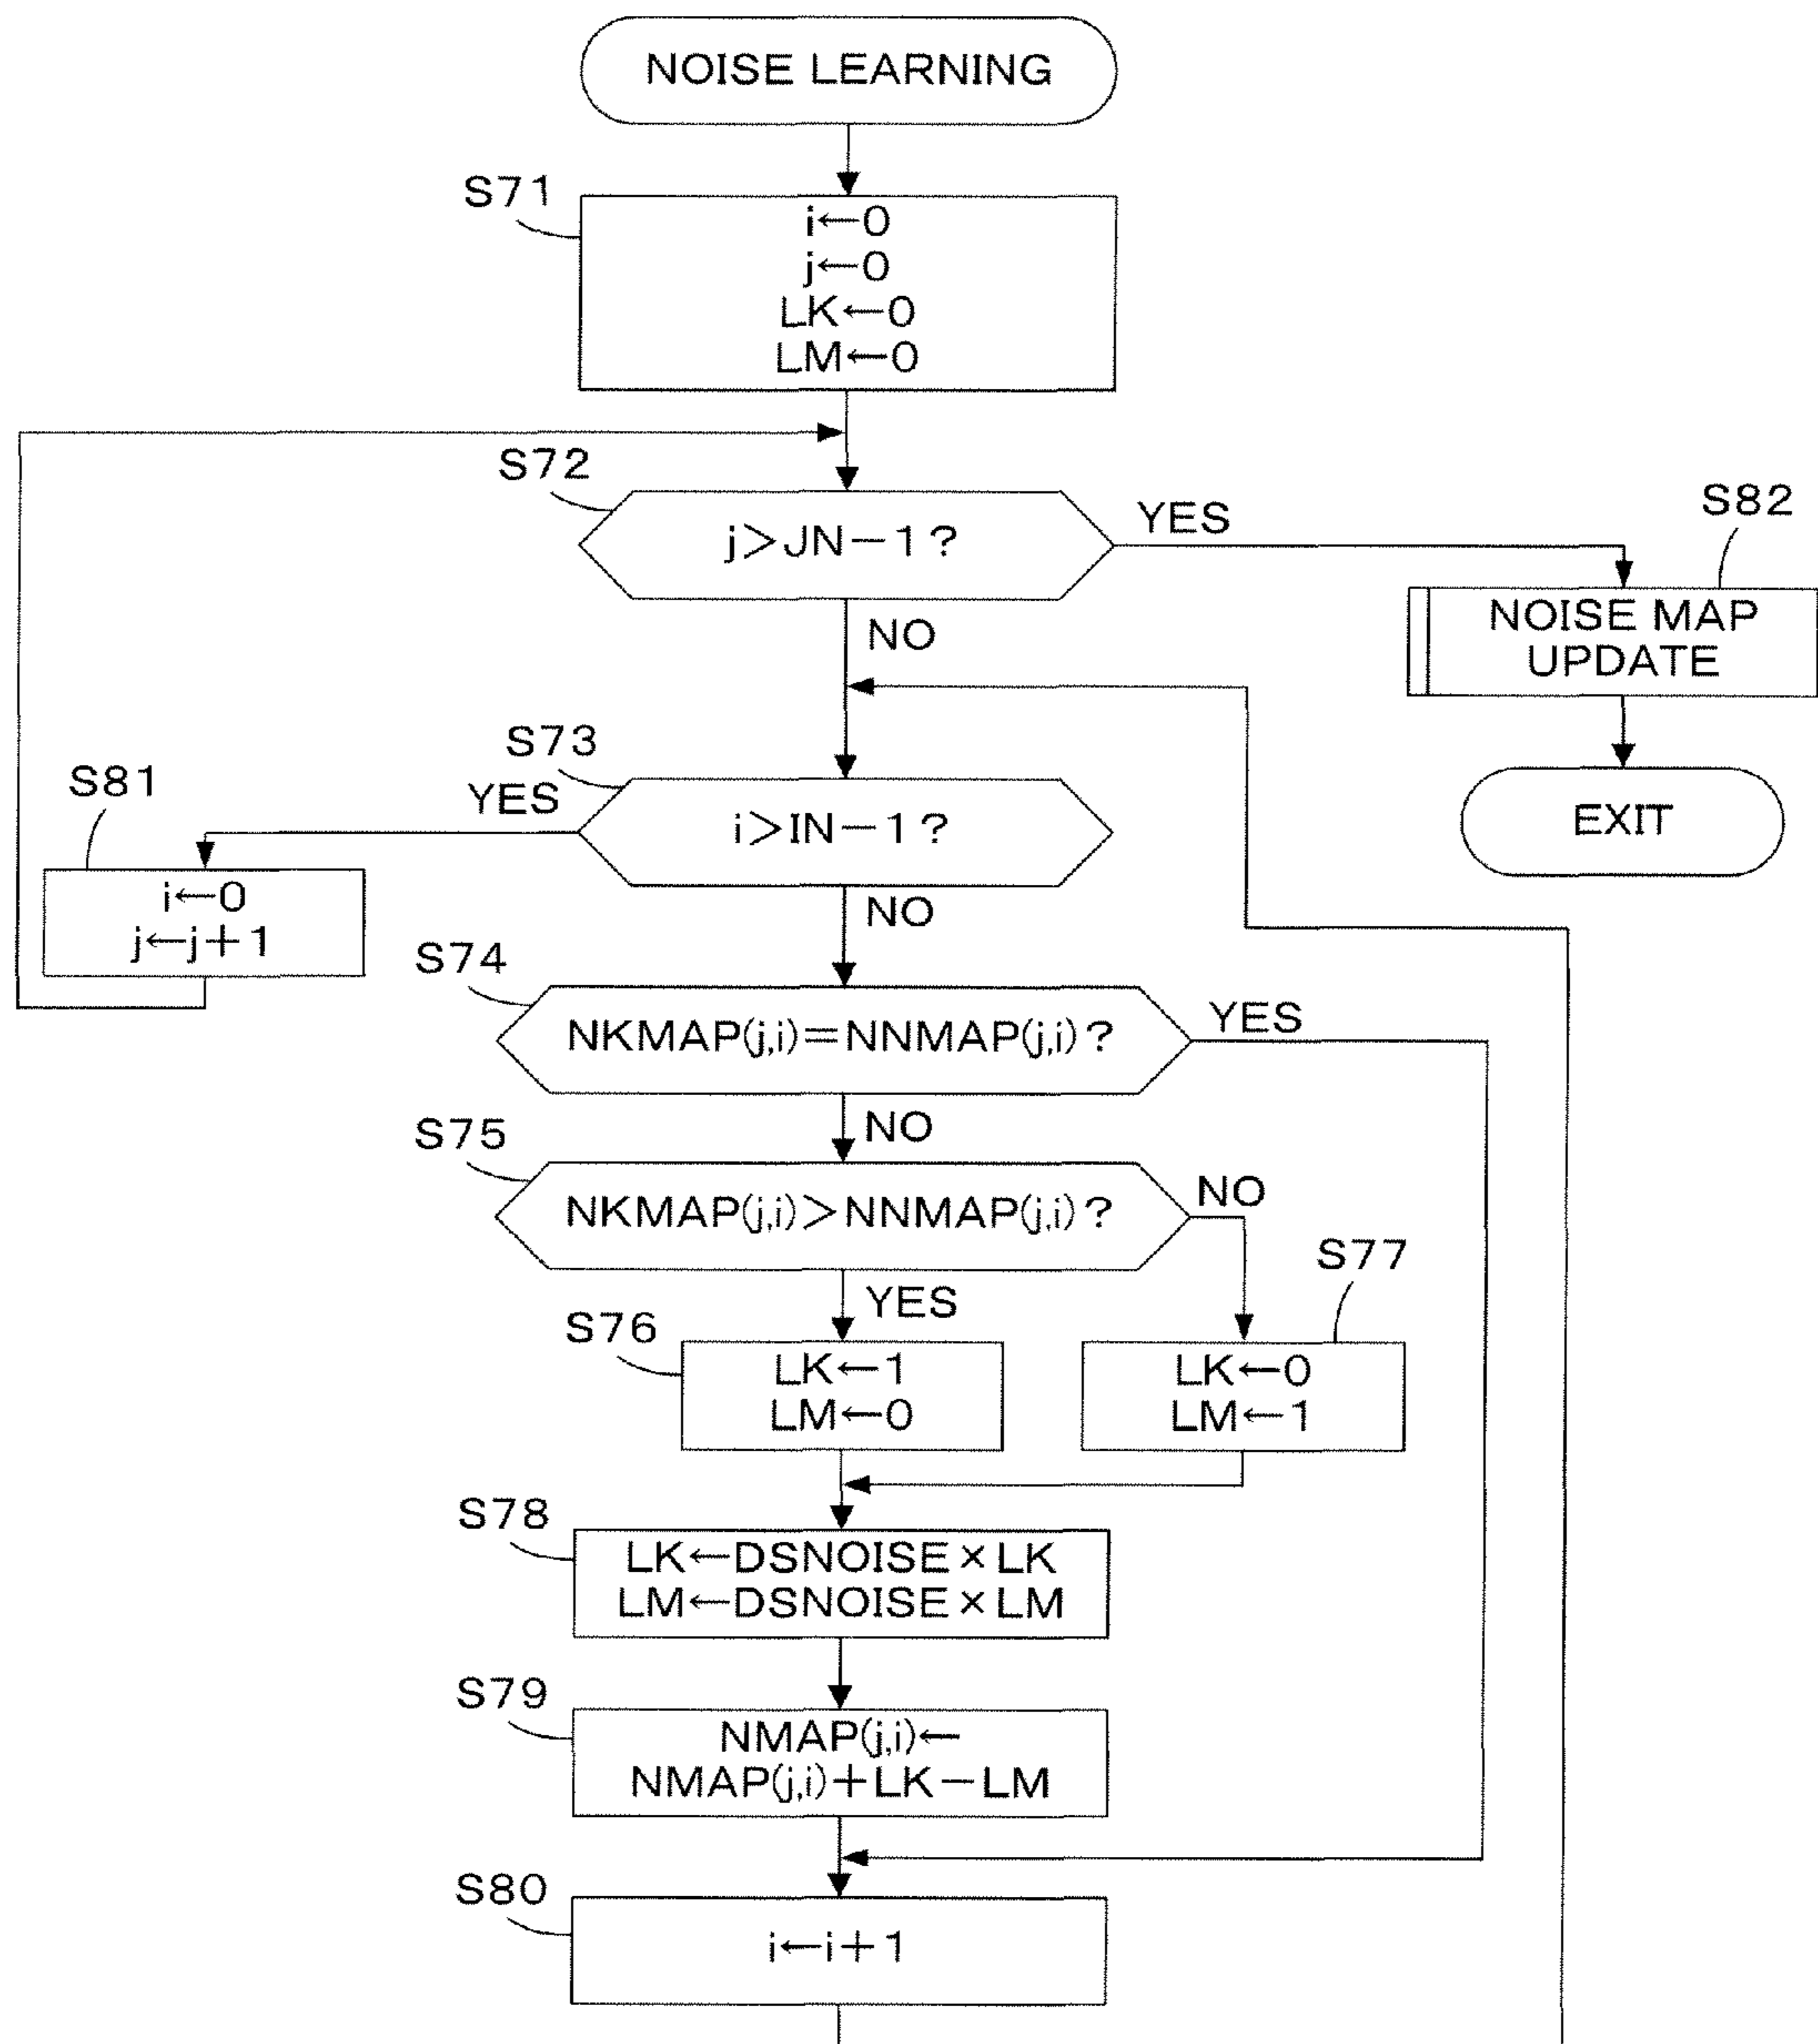 NOISE LEARNING
S71
i←0
j←0
LK←0
LM←0
S72
j>JN−1?
YES
S82
NO
NOISE MAP
UPDATE
S73
S81
YES
i>IN−1?
EXIT
i←0
j←j+1
NO
S74
NKMAP(j,i)=NNMAP(j,i)?
YES
NO
S75
NKMAP(j,i)>NNMAP(j,i)?
NO
S77
YES
S76
LK←1
LM←0
LK←0
LM←1
S78
LK←DSNOISE×LK
LM←DSNOISE×LM
S79
NMAP(j,i)←
NMAP(j,i)+LK−LM
S80
i←i+1